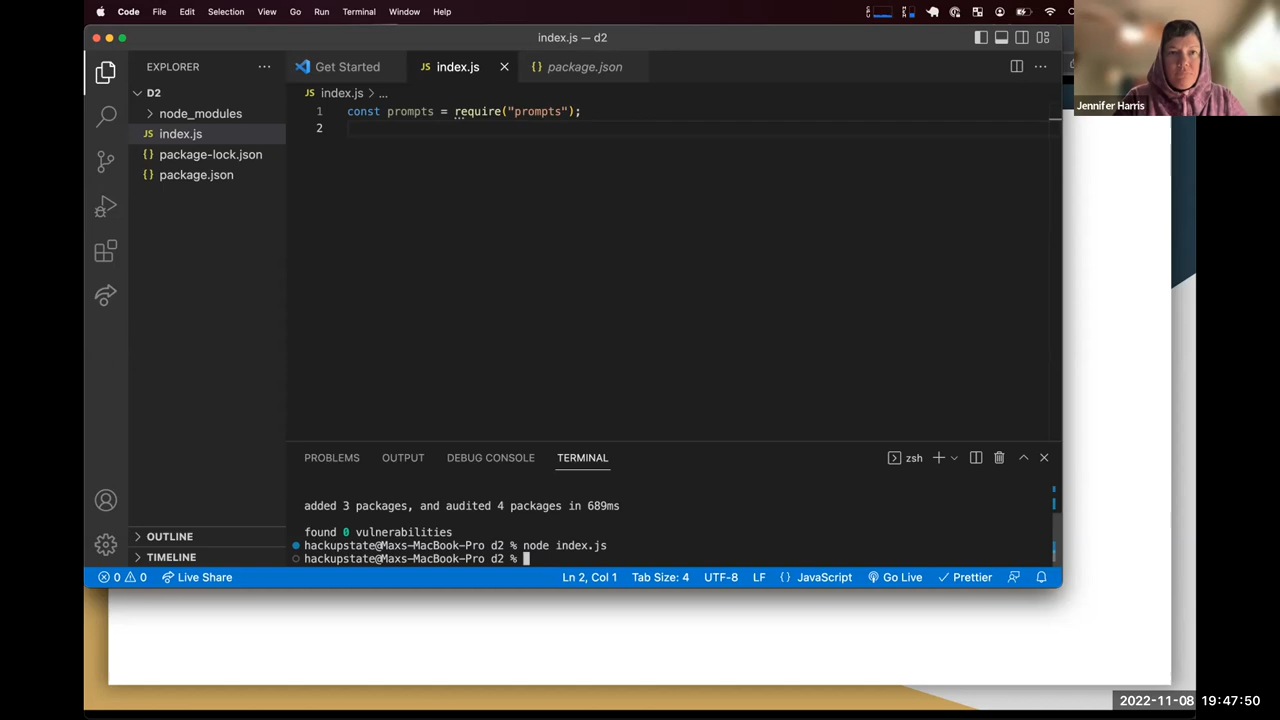 Code File Edit Selection View Go Run Terminal Window Help
index.js — d2
EXPLORER
Get Started
index.js
package.json
D2
node_modules
index.js
package-lock.json
package.json
index.js > ...
1 const prompts = require("prompts");
2
PROBLEMS OUTPUT DEBUG CONSOLE TERMINAL
zsh
added 3 packages, and audited 4 packages in 689ms
found 0 vulnerabilities
hackupstate@Maxs-MacBook-Pro d2 % node index.js
hackupstate@Maxs-MacBook-Pro d2 %
OUTLINE
TIMELINE
0 0 Live Share
Ln 2, Col 1 Tab Size: 4 UTF-8 LF {} JavaScript Go Live Prettier
Jennifer Harris
2022-11-08 19:47:50